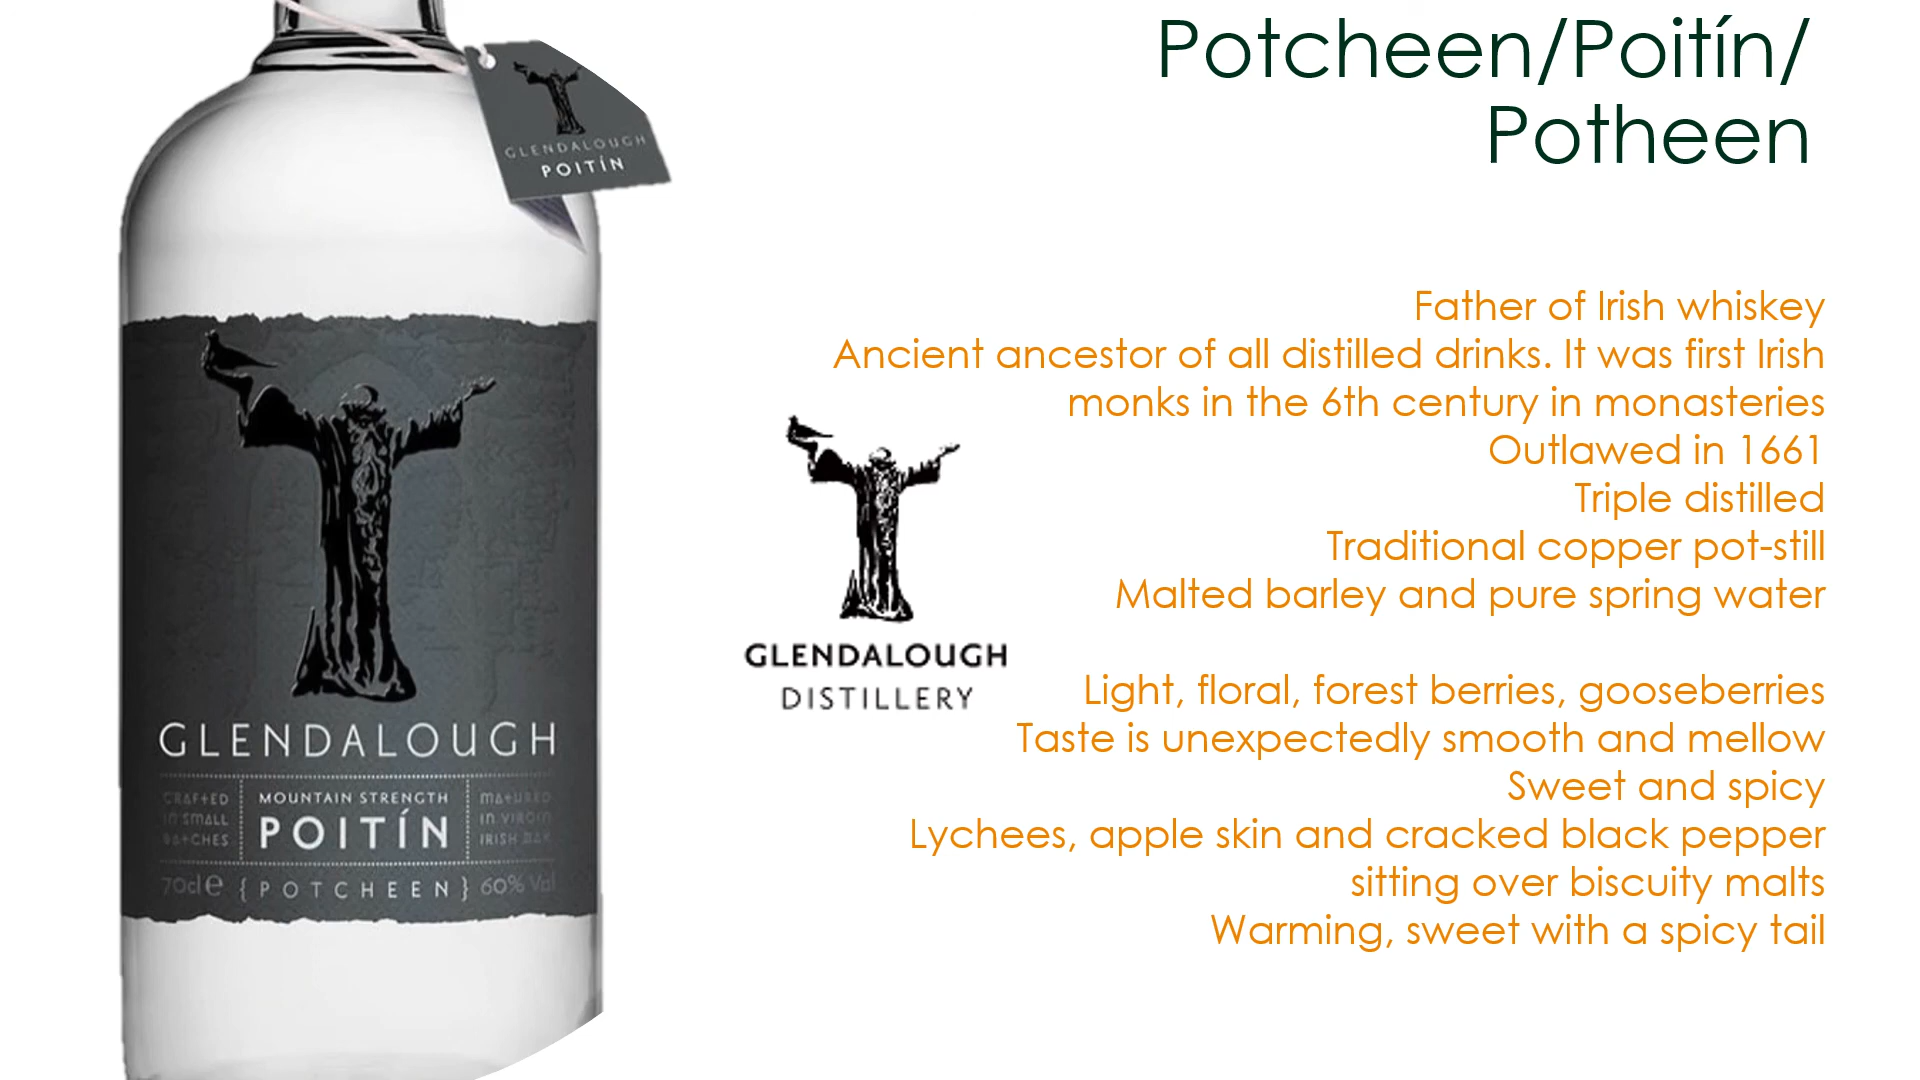 Potcheen/Poitín/
Potheen
GLENDALOUGH
POITÍN
Father of Irish whiskey
Ancient ancestor of all distilled drinks. It was first Irish
monks in the 6th century in monasteries
Outlawed in 1661
Triple distilled
Traditional copper pot-still
Malted barley and pure spring water
GLENDALOUGH
DISTILLERY
Light, floral, forest berries, gooseberries
Taste is unexpectedly smooth and mellow
Sweet and spicy
Lychees, apple skin and cracked black pepper
sitting over biscuity malts
Warming, sweet with a spicy tail
GLENDALOUGH
CRAFTED
IN SMALL
BATCHES
MOUNTAIN STRENGTH
POITÍN
MATURED
IN VIRGIN
IRISH OAK
70cl e {POTCHEEN} 60% Vol